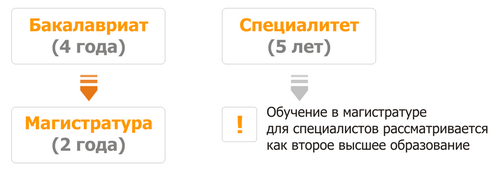 Бакалавриат
(4 года)
Магистратура
(2 года)
Специалитет
(5 лет)
!
Обучение в магистратуре
для специалистов рассматривается
как второе высшее образование